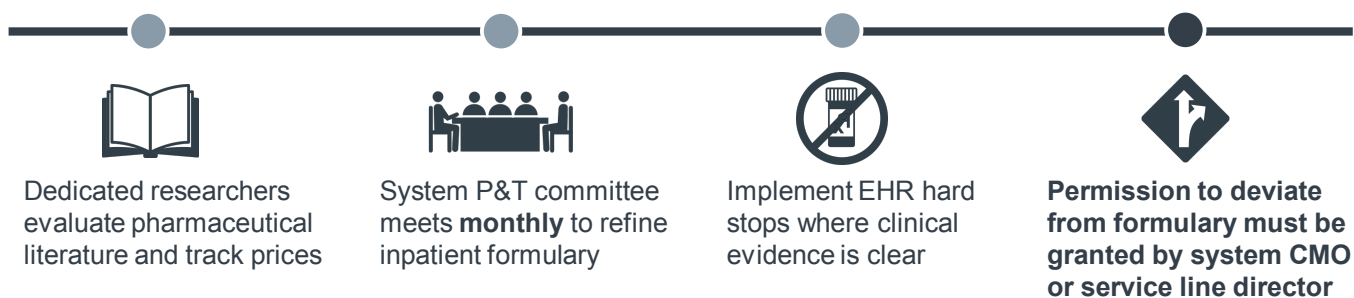 Dedicated researchers
evaluate pharmaceutical
literature and track prices
System P&T committee
meets monthly to refine
inpatient formulary
Implement EHR hard
stops where clinical
evidence is clear
Permission to deviate
from formulary must be
granted by system CMO
or service line director